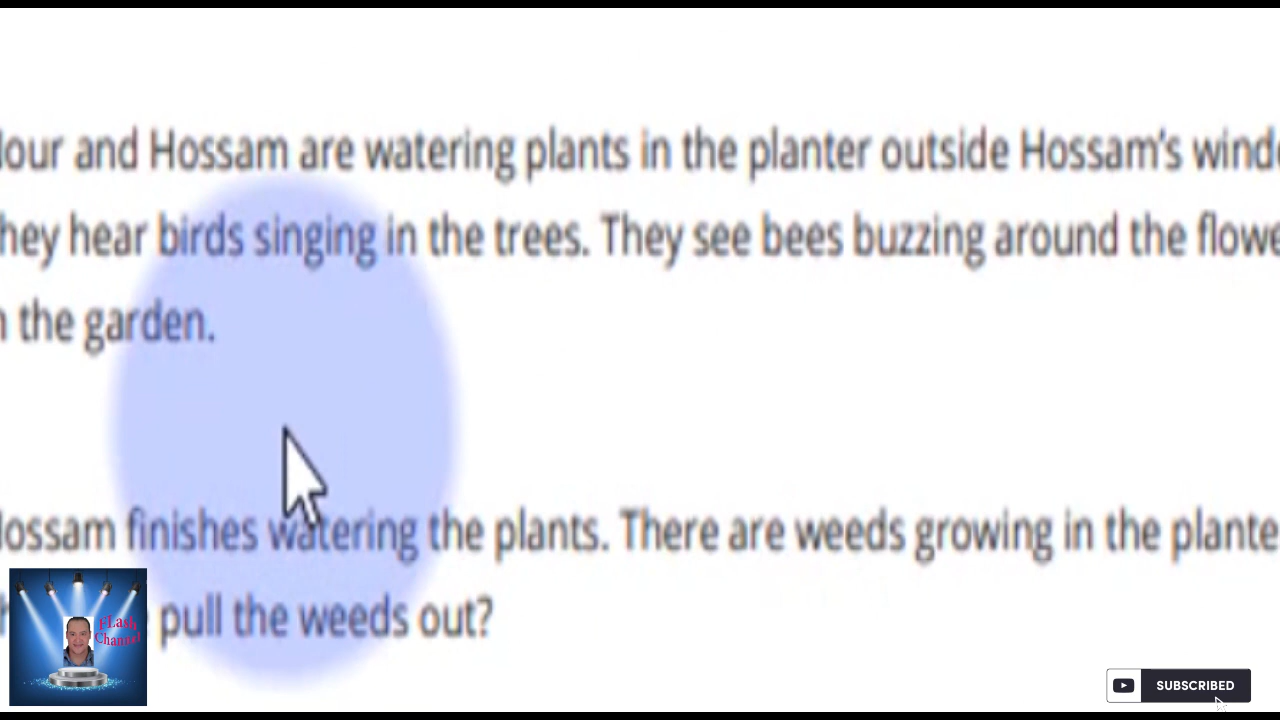 our and Hossam are watering plants in the planter outside Hossam's wind
hey hear birds singing in the trees. They see bees buzzing around the flowe
the garden.
ossam finishes watering the plants. There are weeds growing in the plante
pull the weeds out?
FLash
Channel
SUBSCRIBED